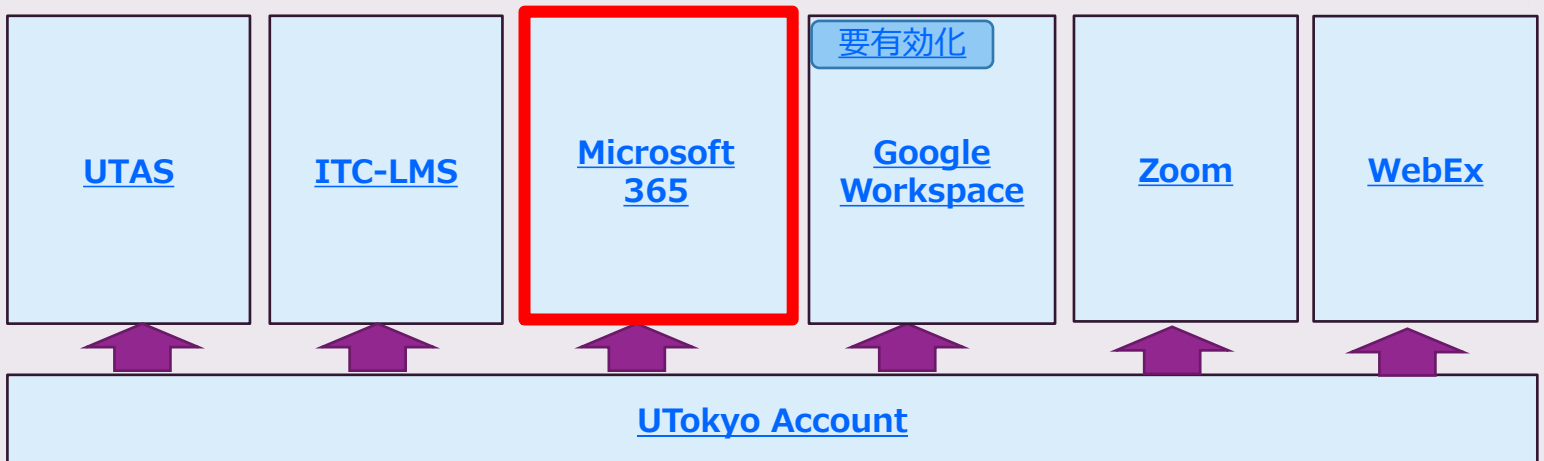 要有効化
UTAS
ITC-LMS
Microsoft
365
Google
Workspace
Zoom
WebEx
UTokyo Account